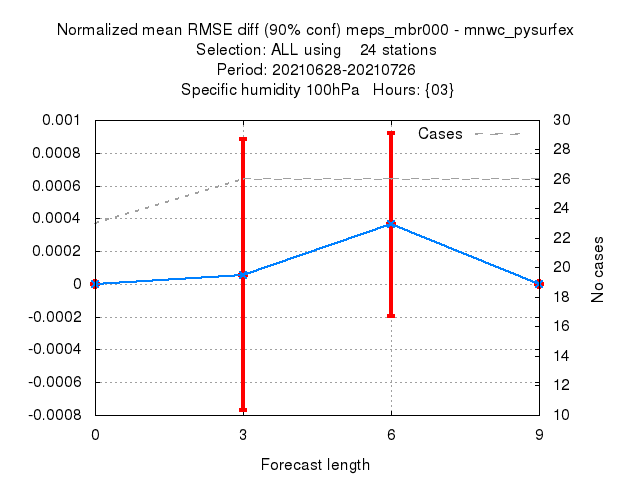 Normalized mean RMSE diff (90% conf) meps_mbr000 - mnwc_pysurfex
Selection: ALL using    24 stations
Period: 20210628-20210726
Specific humidity 100hPa   Hours: {03}
0.001
0.0008
0.0006
0.0004
0.0002
0
-0.0002
-0.0004
-0.0006
-0.0008
Cases
30
28
26
24
22
20
18
16
14
12
10
No cases
0 3 6 9
Forecast length